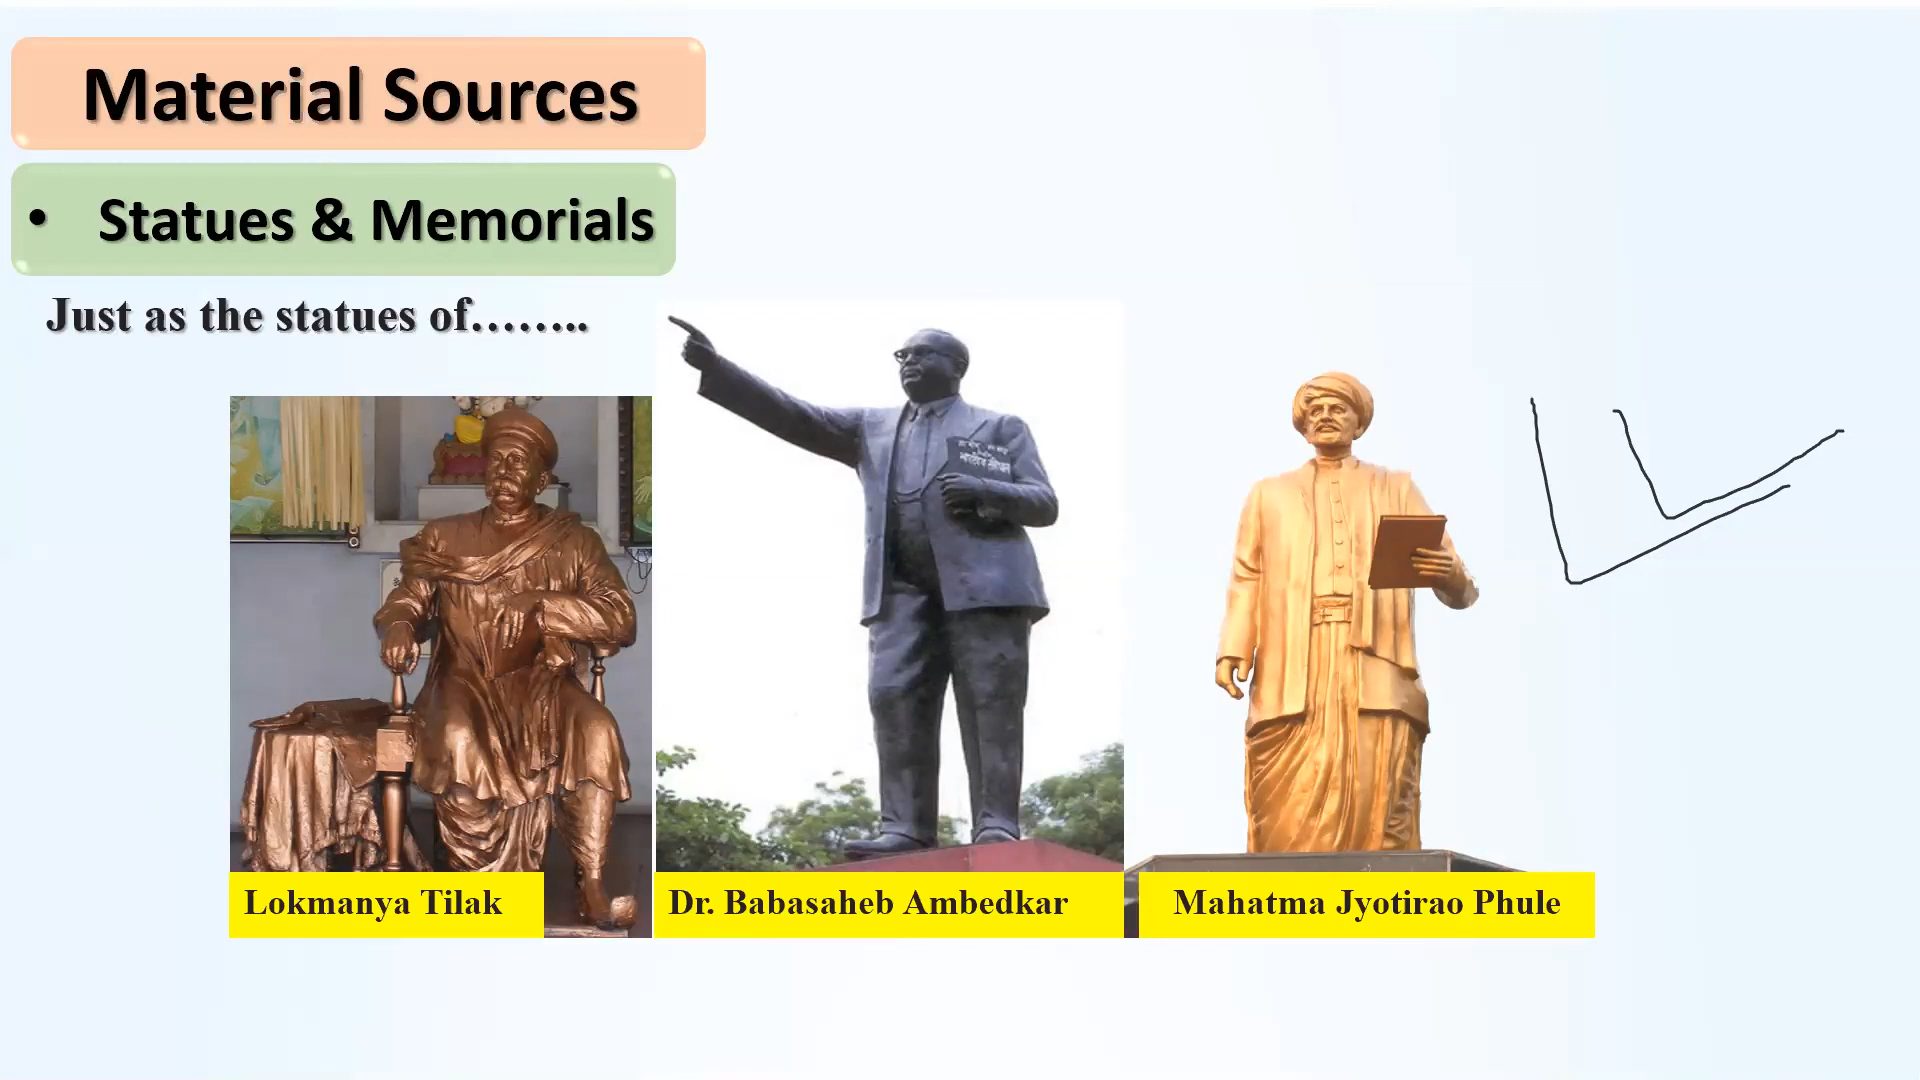 Material Sources
• Statues & Memorials
Just as the statues of……..
Lokmanya Tilak
Dr. Babasaheb Ambedkar
Mahatma Jyotirao Phule